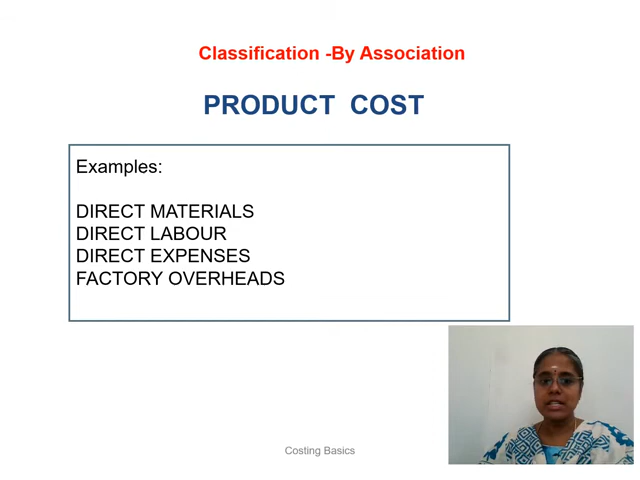 Classification -By Association
PRODUCT COST
Examples:
DIRECT MATERIALS
DIRECT LABOUR
DIRECT EXPENSES
FACTORY OVERHEADS
Costing Basics